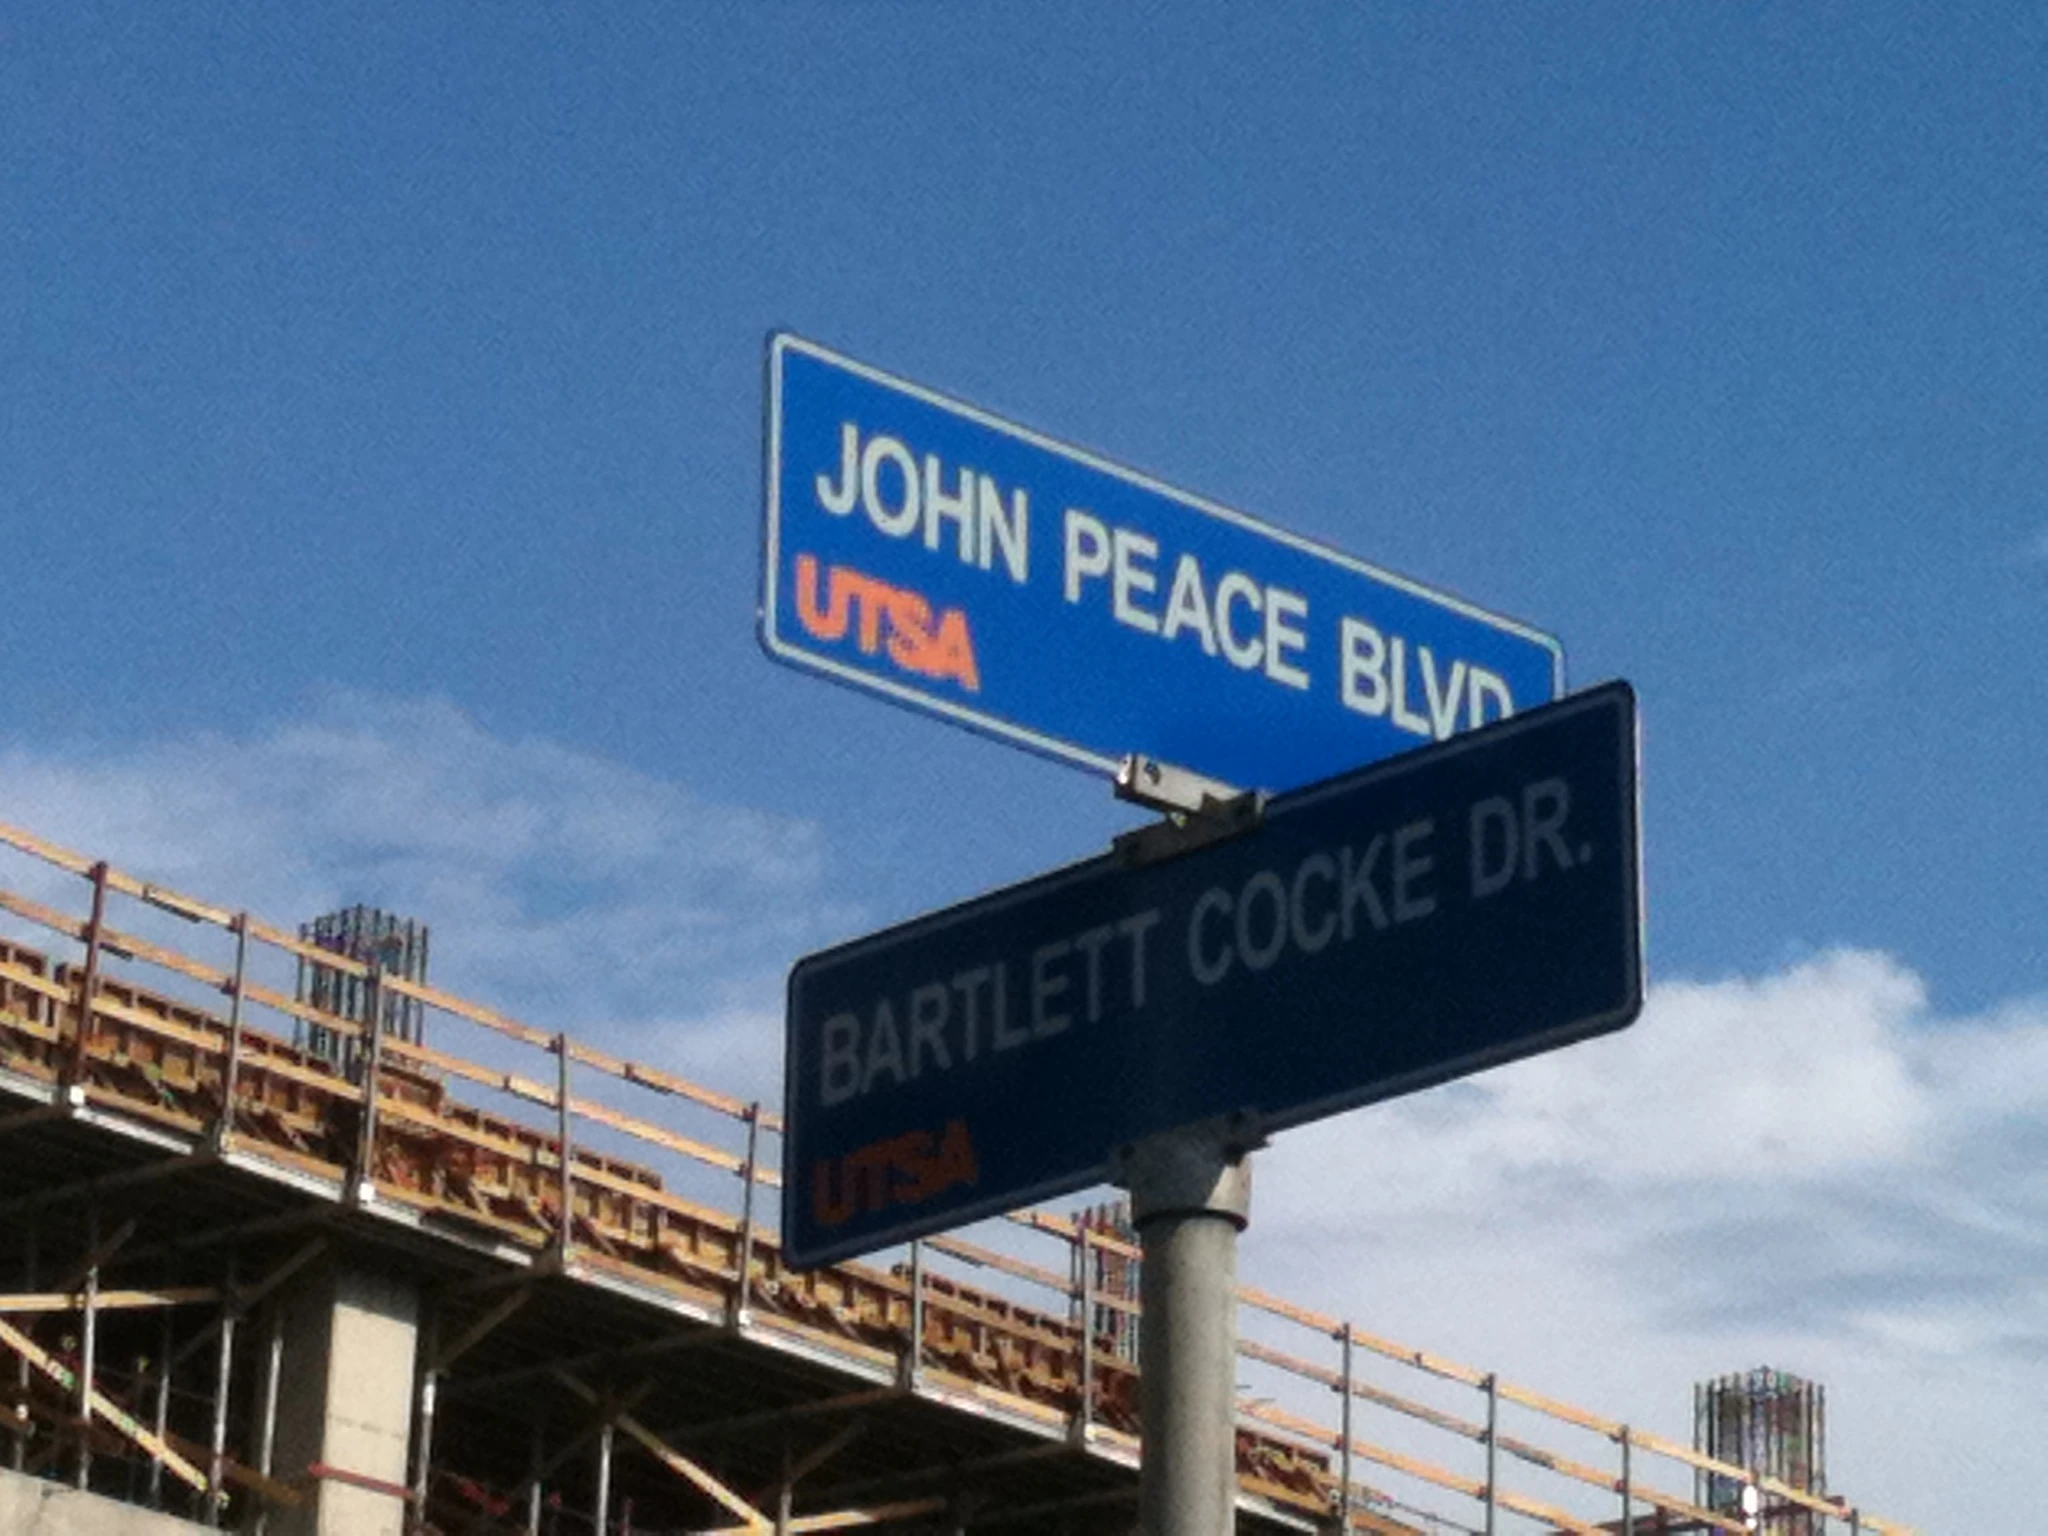 JOHN PEACE BLVD
UTSA
BARTLETT COCKE DR.
UTSA